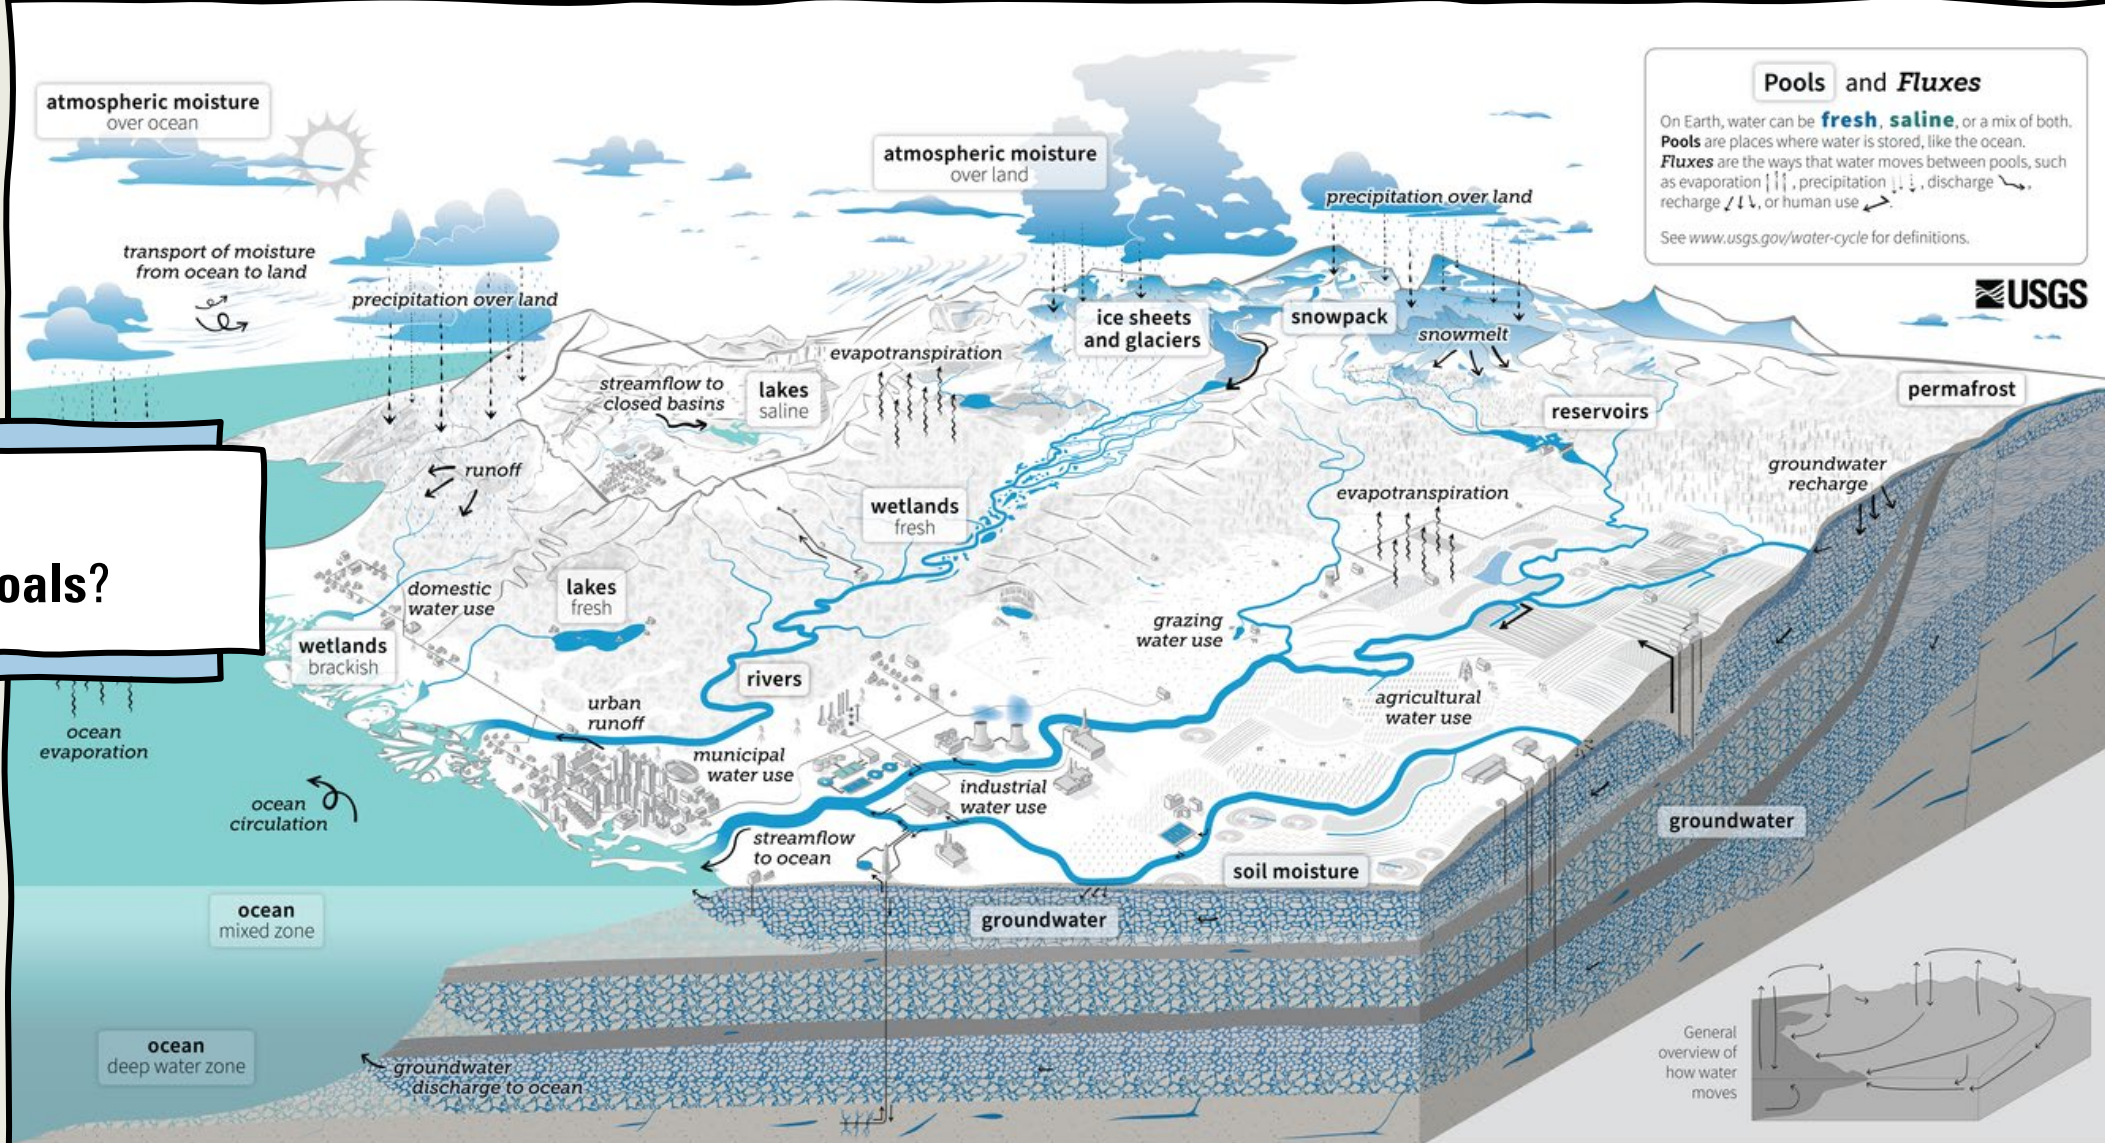 atmospheric moisture
over ocean
atmospheric moisture
over land
Pools and Fluxes
On Earth, water can be fresh, saline, or a mix of both.
Pools are places where water is stored, like the ocean.
Fluxes are the ways that water moves between pools, such
as evaporation , precipitation , discharge ,
recharge , or human use .
See www.usgs.gov/water-cycle for definitions.
USGS
precipitation over land
transport of moisture
from ocean to land
precipitation over land
ice sheets
and glaciers
snowpack
snowmelt
evapotranspiration
streamflow to
closed basins
lakes
saline
permafrost
reservoirs
runoff
groundwater
recharge
evapotranspiration
wetlands
fresh
oals?
domestic
water use
lakes
fresh
grazing
water use
wetlands
brackish
rivers
agricultural
water use
urban
runoff
ocean
evaporation
municipal
water use
industrial
water use
ocean
circulation
streamflow
to ocean
groundwater
soil moisture
ocean
mixed zone
groundwater
ocean
deep water zone
groundwater
discharge to ocean
General
overview of
how water
moves